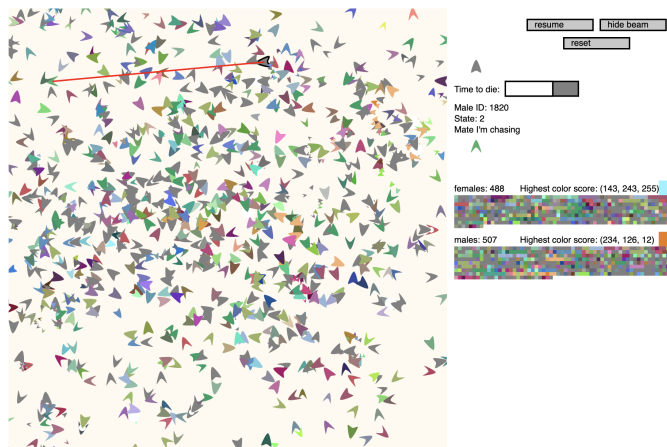 resume hide beam
reset
Time to die:
Male ID: 1820
State: 2
Mate I'm chasing
females: 488 Highest color score: (143, 243, 255)
males: 507 Highest color score: (234, 126, 12)